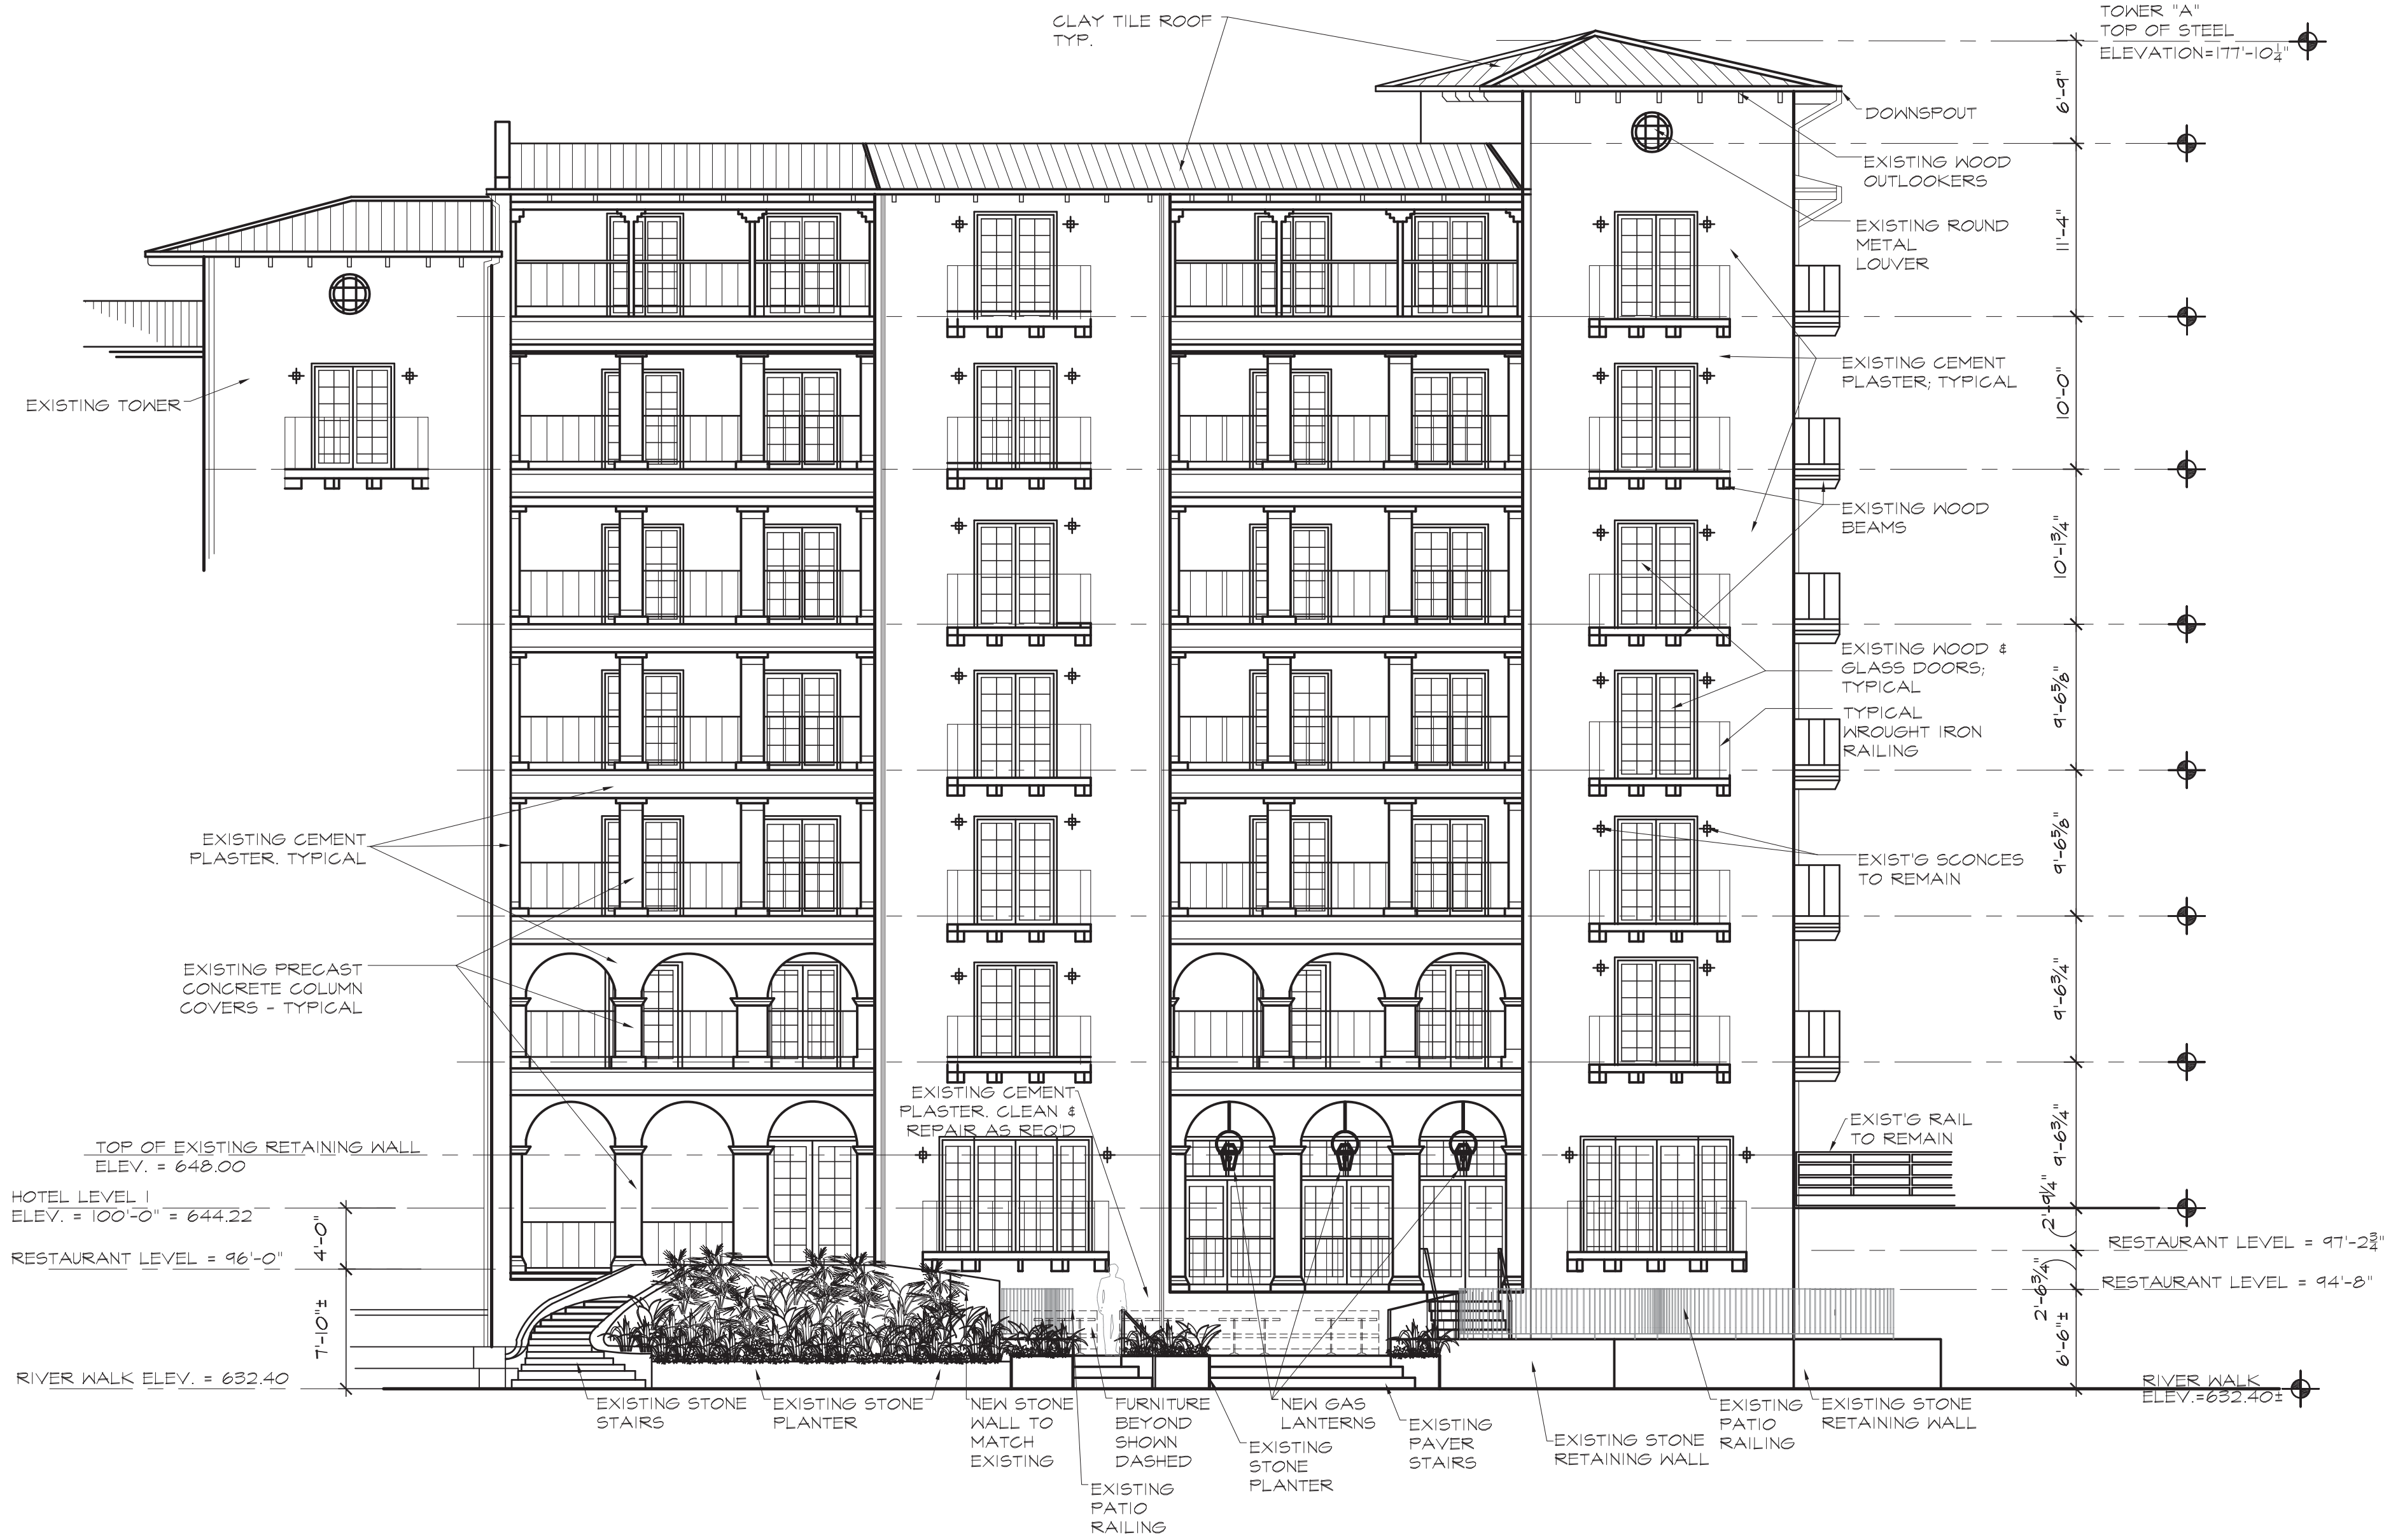 CLAY TILE ROOF
TYP.
TOWER "A"
TOP OF STEEL
ELEVATION=177'-10¼"
6'-9"
DOWNSPOUT
EXISTING WOOD
OUTLOOKERS
11'-4"
EXISTING ROUND
METAL
LOUVER
EXISTING CEMENT
PLASTER; TYPICAL
10'-0"
EXISTING TOWER
EXISTING WOOD
BEAMS
10'-1¾"
EXISTING WOOD &
GLASS DOORS;
TYPICAL
9'-6⅝"
TYPICAL
WROUGHT IRON
RAILING
EXISTING CEMENT
PLASTER. TYPICAL
9'-6⅝"
EXIST'G SCONCES
TO REMAIN
EXISTING PRECAST
CONCRETE COLUMN
COVERS - TYPICAL
9'-6¾"
EXISTING CEMENT
PLASTER. CLEAN &
REPAIR AS REQ'D
EXIST'G RAIL
TO REMAIN
9'-6¾"
TOP OF EXISTING RETAINING WALL
ELEV. = 648.00
HOTEL LEVEL 1
ELEV. = 100'-0" = 644.22
4'-0"
2'-9¼"
RESTAURANT LEVEL = 96'-0"
RESTAURANT LEVEL = 97'-2¾"
2'-6¾"
RESTAURANT LEVEL = 94'-8"
7'-10"±
6'-6"±
RIVER WALK ELEV. = 632.40
RIVER WALK
ELEV.=632.40±
EXISTING STONE
STAIRS
EXISTING STONE
PLANTER
NEW STONE
WALL TO
MATCH
EXISTING
EXISTING
PATIO
RAILING
FURNITURE
BEYOND
SHOWN
DASHED
EXISTING
STONE
PLANTER
NEW GAS
LANTERNS
EXISTING
PAVER
STAIRS
EXISTING STONE
RETAINING WALL
EXISTING
PATIO
RAILING
EXISTING STONE
RETAINING WALL